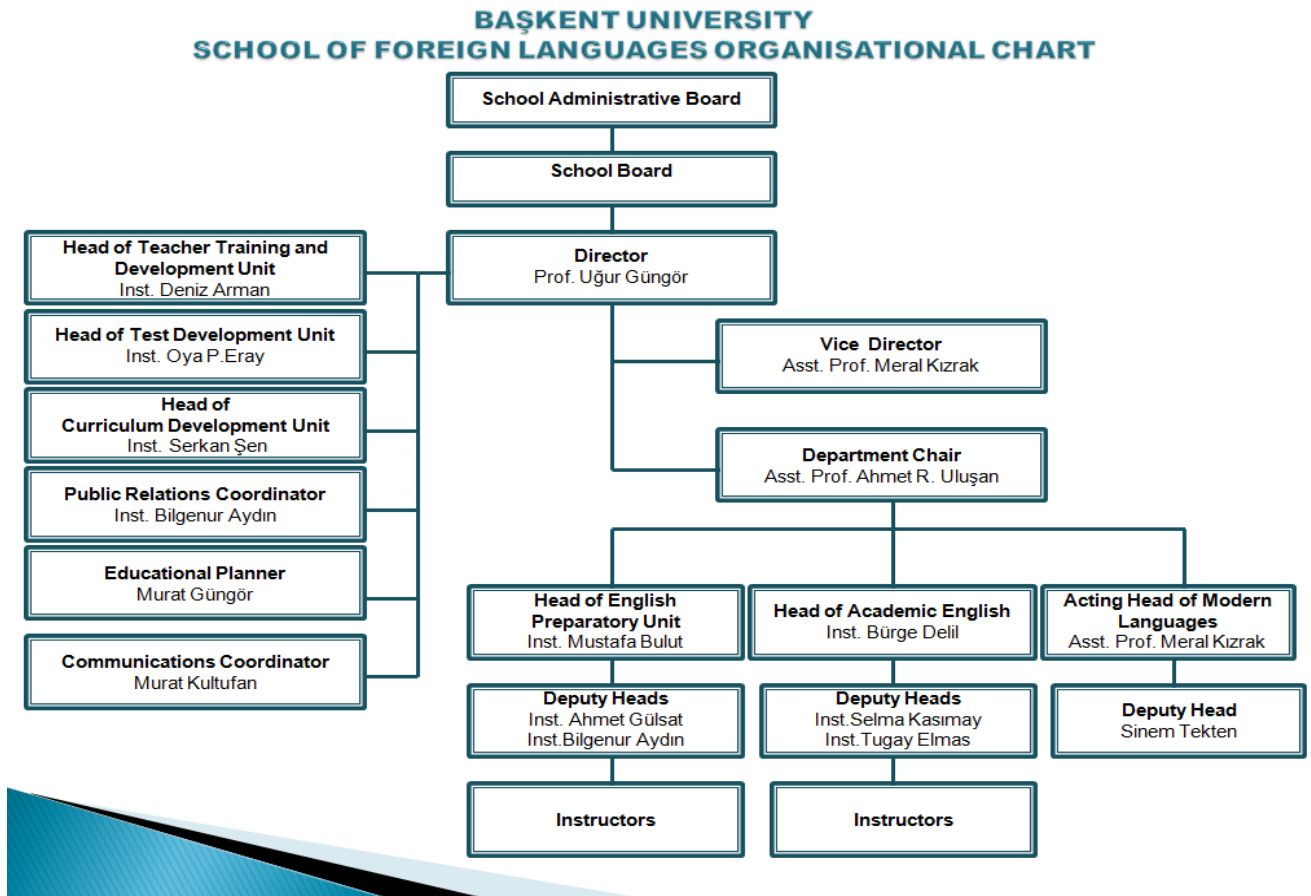 BAŞKENT UNIVERSITY
SCHOOL OF FOREIGN LANGUAGES ORGANISATIONAL CHART
School Administrative Board
School Board
Director
Prof. Uğur Güngör
Head of Teacher Training and
Development Unit
Inst. Deniz Arman
Head of Test Development Unit
Inst. Oya P.Eray
Head of
Curriculum Development Unit
Inst. Serkan Şen
Public Relations Coordinator
Inst. Bilgenur Aydın
Educational Planner
Murat Güngör
Communications Coordinator
Murat Kultufan
Vice Director
Asst. Prof. Meral Kızrak
Department Chair
Asst. Prof. Ahmet R. Uluşan
Head of English
Preparatory Unit
Inst. Mustafa Bulut
Deputy Heads
Inst. Ahmet Gülsat
Inst.Bilgenur Aydın
Instructors
Head of Academic English
Inst. Bürge Delil
Deputy Heads
Inst.Selma Kasımay
Inst.Tugay Elmas
Instructors
Acting Head of Modern
Languages
Asst. Prof. Meral Kızrak
Deputy Head
Sinem Tekten